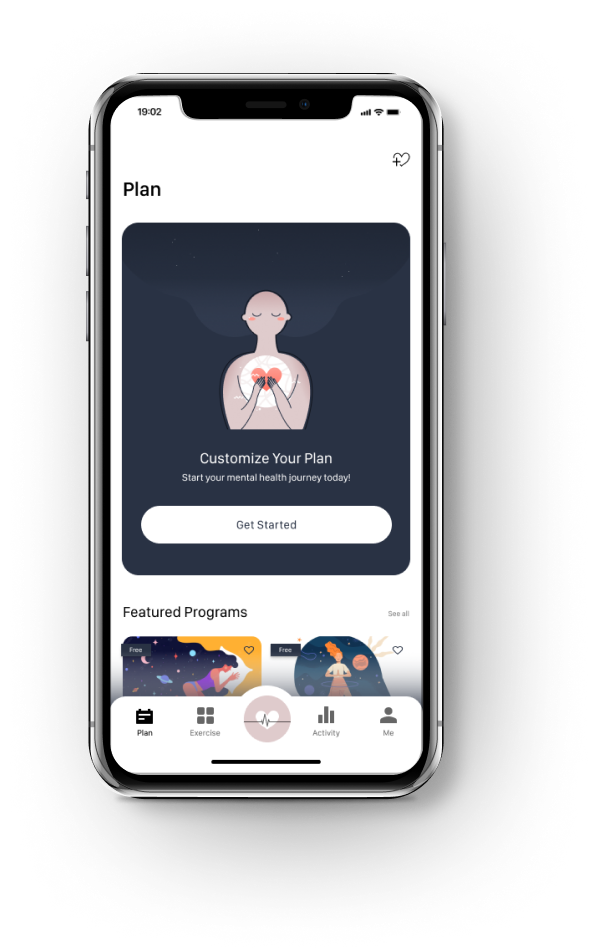 19:02
Plan
Customize Your Plan
Start your mental health journey today!
Get Started
Featured Programs
See all
Free
Free
Plan
Exercise
Activity
Me